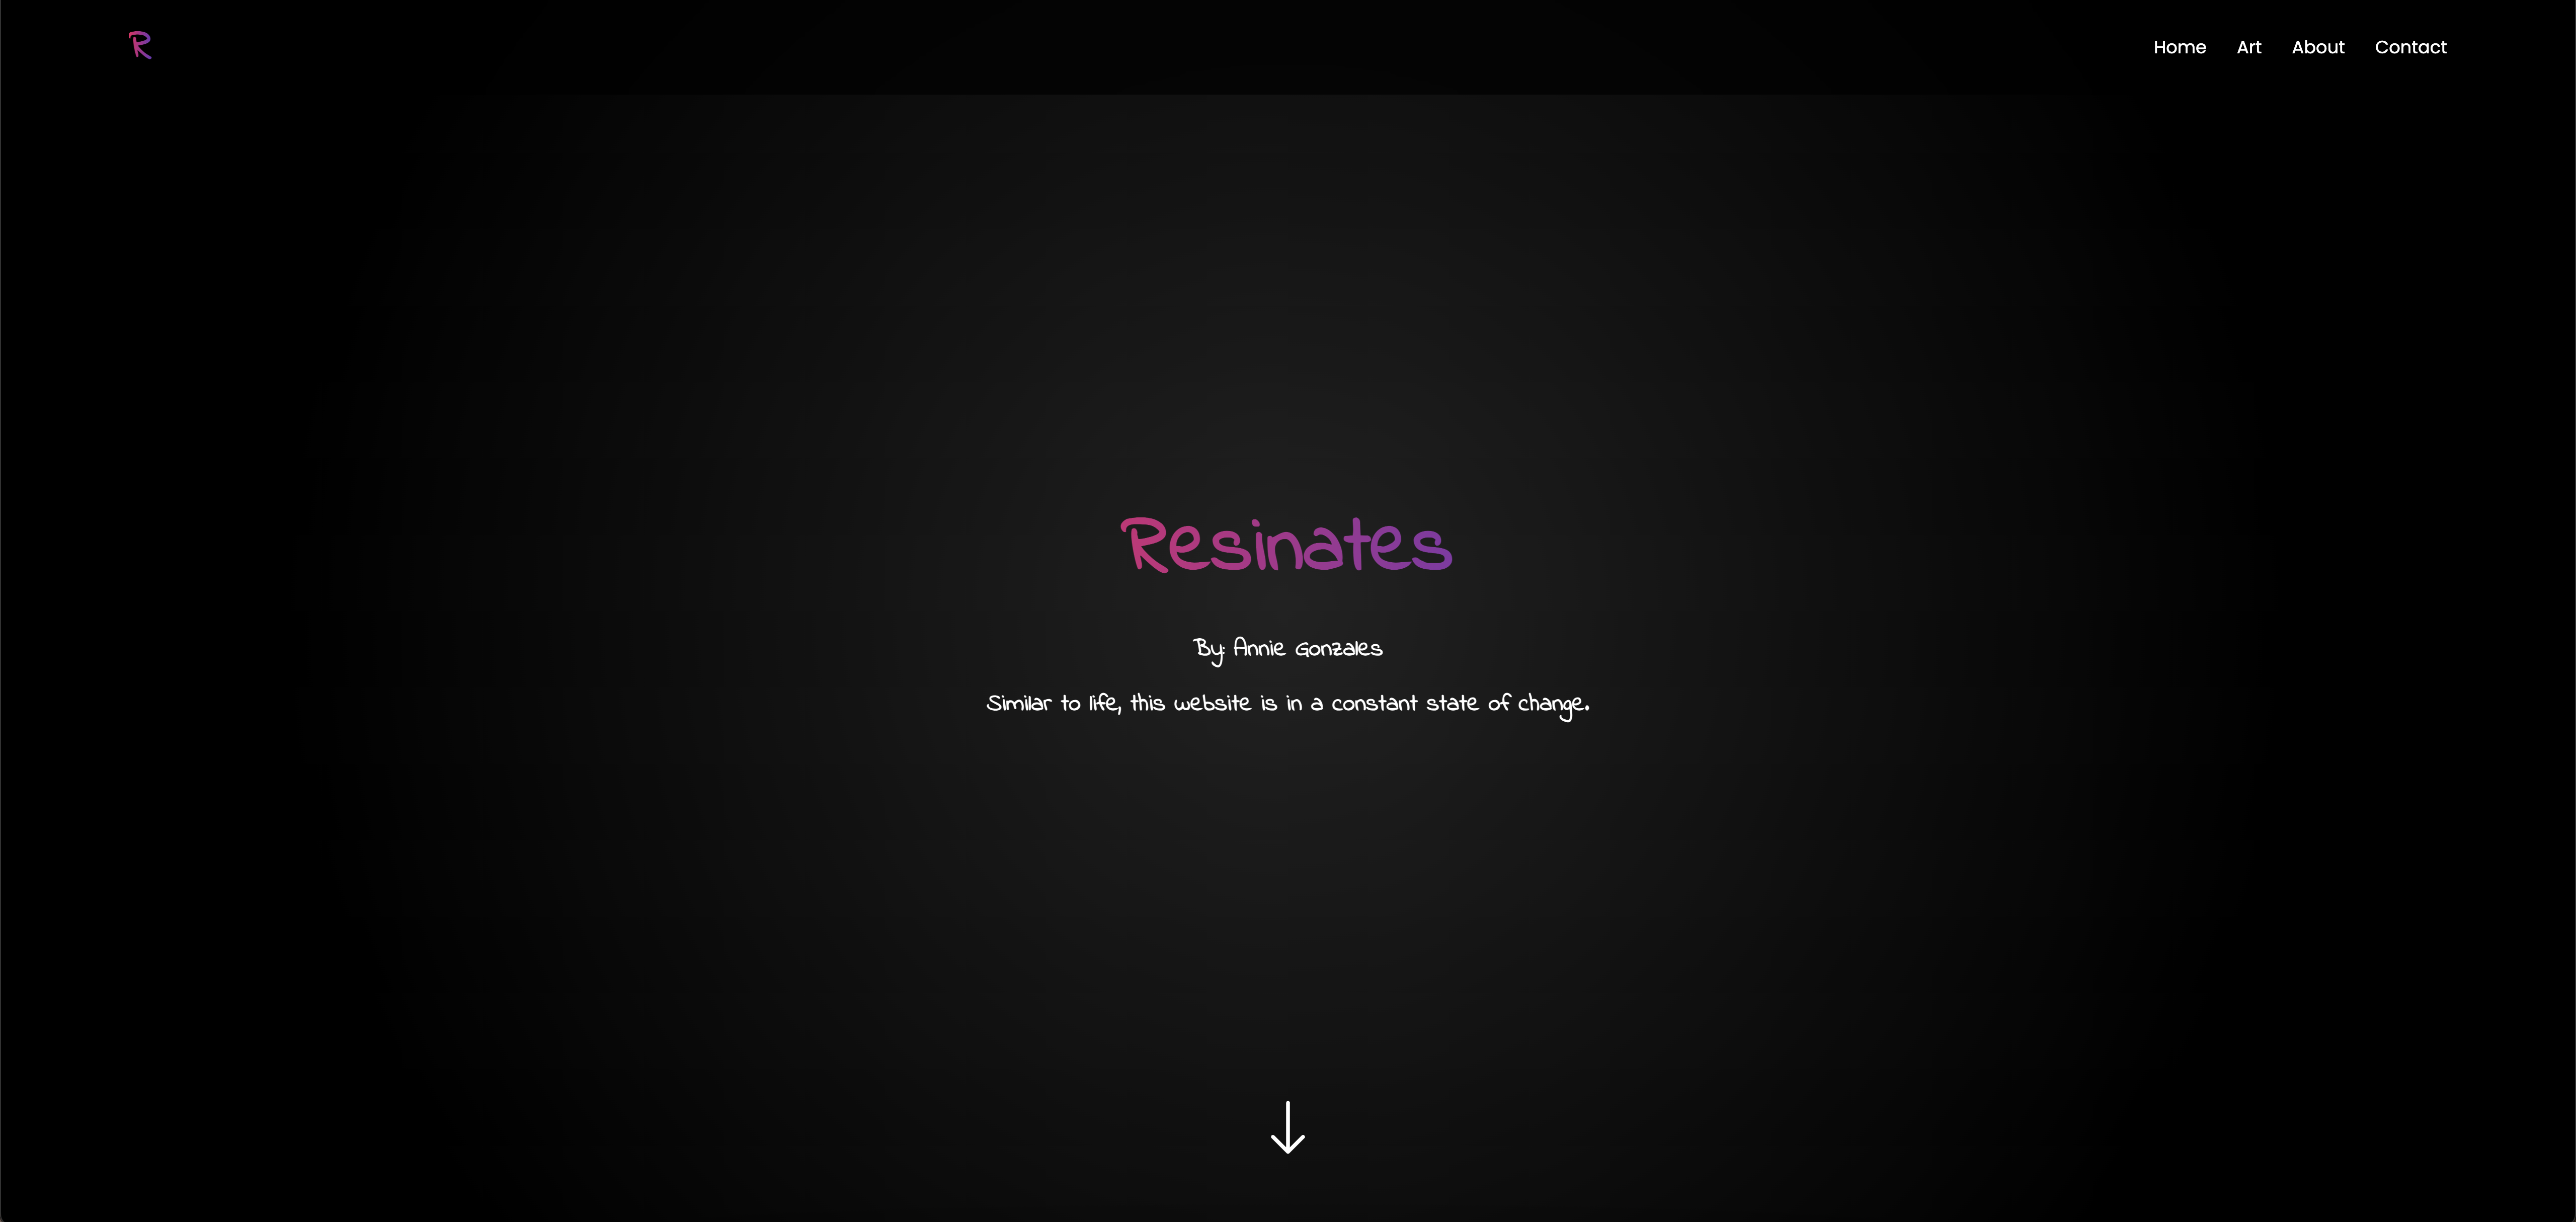 R
Home Art About Contact
Resinates
By: Annie Gonzales
Similar to life, this website is in a constant state of change.